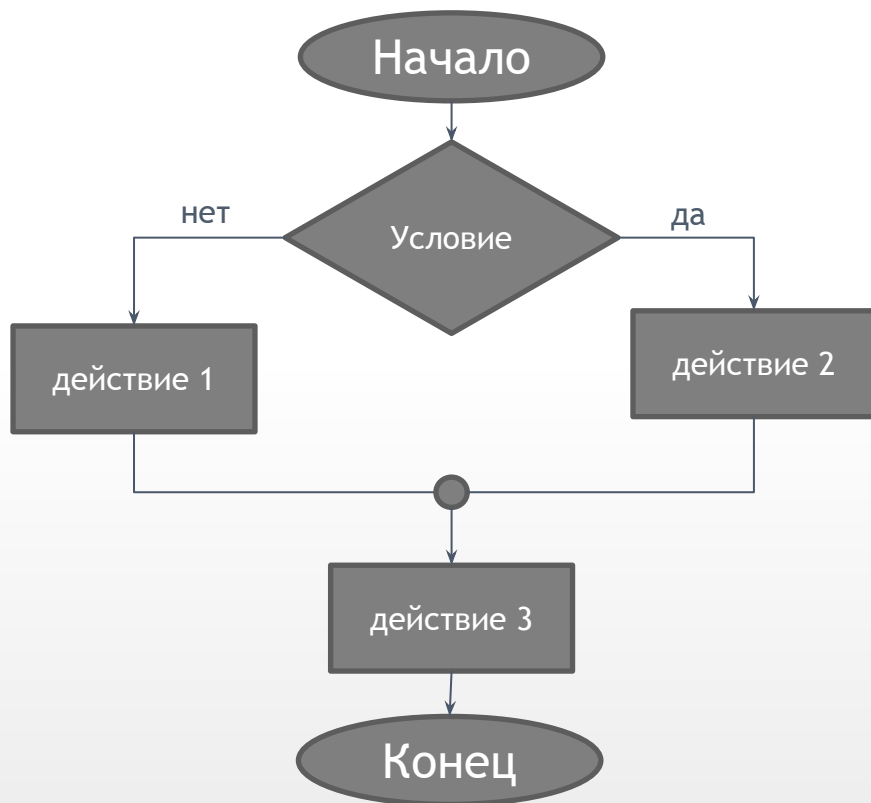 Начало
нет
да
Условие
действие 1
действие 2
действие 3
Конец